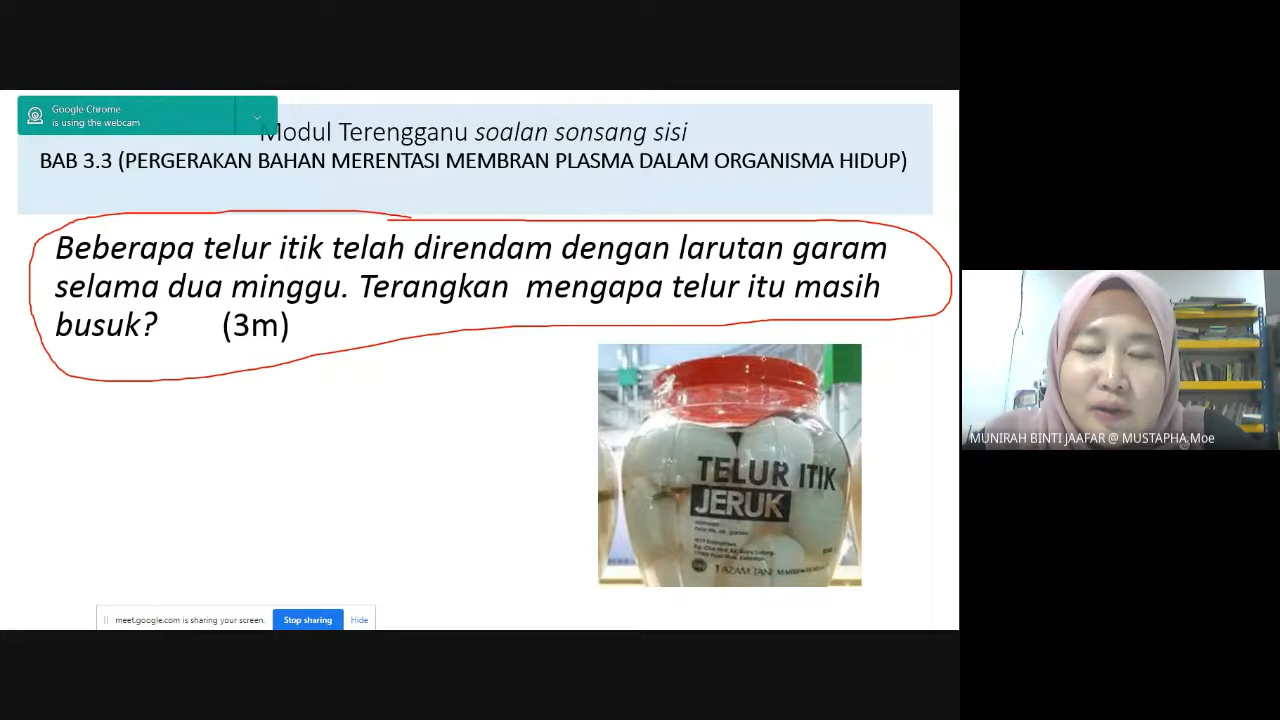 Google Chrome
is using the webcam
Modul Terengganu soalan sonsang sisi
BAB 3.3 (PERGERAKAN BAHAN MERENTASI MEMBRAN PLASMA DALAM ORGANISMA HIDUP)
Beberapa telur itik telah direndam dengan larutan garam
selama dua minggu. Terangkan mengapa telur itu masih
busuk? (3m)
TELUR ITIK
JERUK
MUNIRAH BINTI JAAFAR @ MUSTAPHA Moe
meet.google.com is sharing your screen.
Stop sharing
Hide